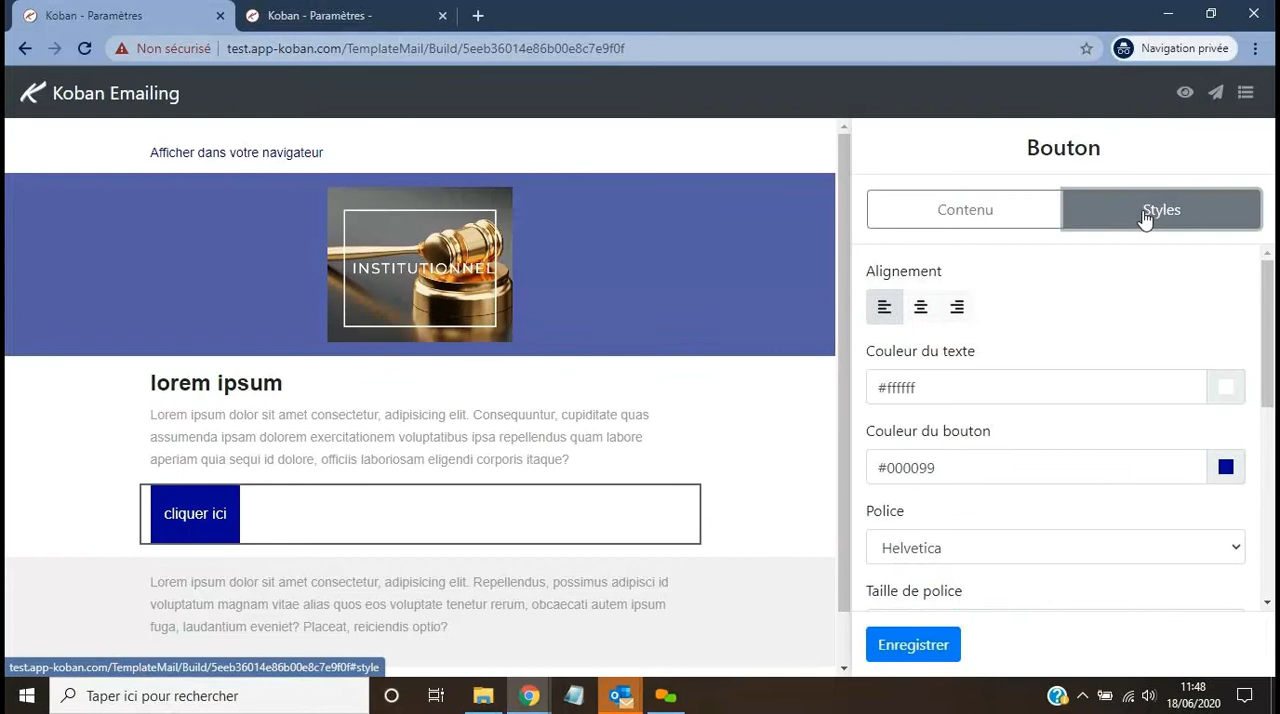 Koban - Paramètres
Koban - Paramètres -
Non sécurisé
test.app-koban.com/TemplateMail/Build/5eeb36014e86b00e8c7e9f0f
Navigation privée
Koban Emailing
Afficher dans votre navigateur
INSTITUTIONNEL
lorem ipsum
Lorem ipsum dolor sit amet consectetur, adipisicing elit. Consequuntur, cupiditate quas
assumenda ipsam dolorem exercitationem voluptatibus ipsa repellendus quam labore
aperiam quia sequi id dolore, officiis laboriosam eligendi corporis itaque?
cliquer ici
Lorem ipsum dolor sit amet consectetur, adipisicing elit. Repellendus, possimus adipisci id
voluptatum magnam vitae alias quos eos voluptate tenetur rerum, obcaecati autem ipsum
fuga, laudantium eveniet? Placeat, reiciendis optio?
test.app-koban.com/TemplateMail/Build/5eeb36014e86b00e8c7e9f0f#style
Bouton
Contenu
Styles
Alignement
Couleur du texte
#ffffff
Couleur du bouton
#000099
Police
Helvetica
Taille de police
Enregistrer
Taper ici pour rechercher
11:48
18/06/2020